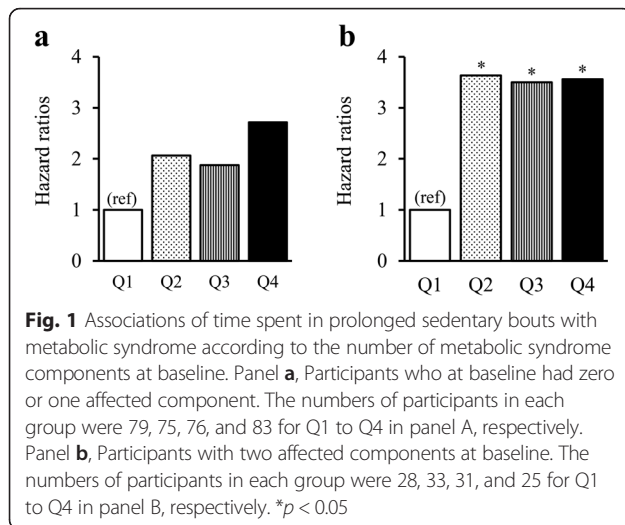 a
b
4
3
2
1
0
Hazard ratios
(ref)
Q1 Q2 Q3 Q4
4
3
2
1
0
Hazard ratios
(ref)
* * *
Q1 Q2 Q3 Q4
Fig. 1 Associations of time spent in prolonged sedentary bouts with
metabolic syndrome according to the number of metabolic syndrome
components at baseline. Panel a, Participants who at baseline had zero
or one affected component. The numbers of participants in each
group were 79, 75, 76, and 83 for Q1 to Q4 in panel A, respectively.
Panel b, Participants with two affected components at baseline. The
numbers of participants in each group were 28, 33, 31, and 25 for Q1
to Q4 in panel B, respectively. *p < 0.05